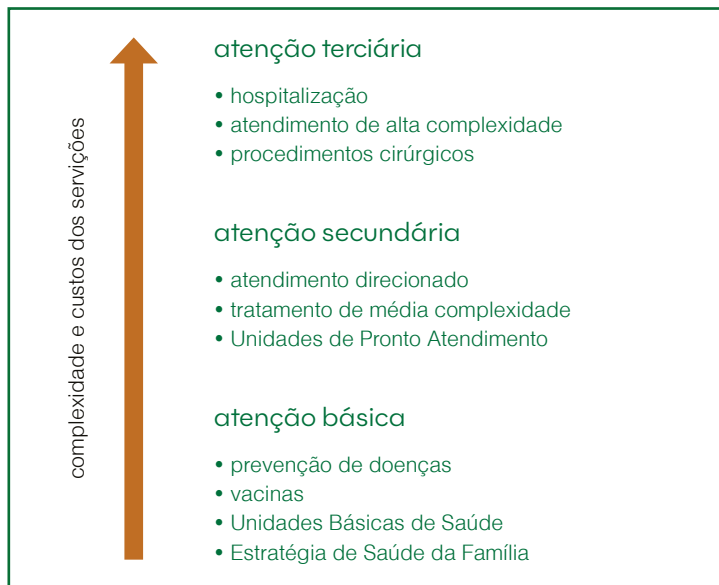 atenção terciária
• hospitalização
• atendimento de alta complexidade
• procedimentos cirúrgicos
atenção secundária
• atendimento direcionado
• tratamento de média complexidade
• Unidades de Pronto Atendimento
atenção básica
• prevenção de doenças
• vacinas
• Unidades Básicas de Saúde
• Estratégia de Saúde da Família
complexidade e custos dos servições